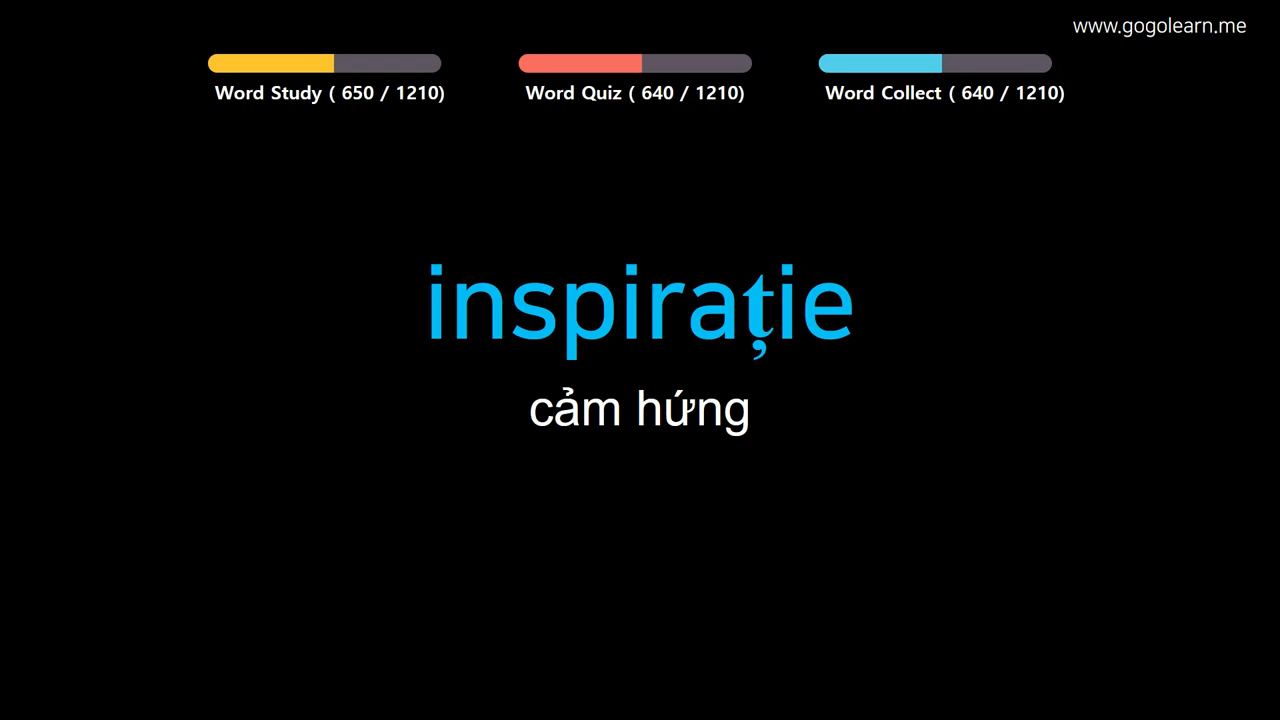 www.gogolearn.me
Word Study ( 650 / 1210)
Word Quiz ( 640 / 1210)
Word Collect ( 640 / 1210)
inspirație
cảm hứng